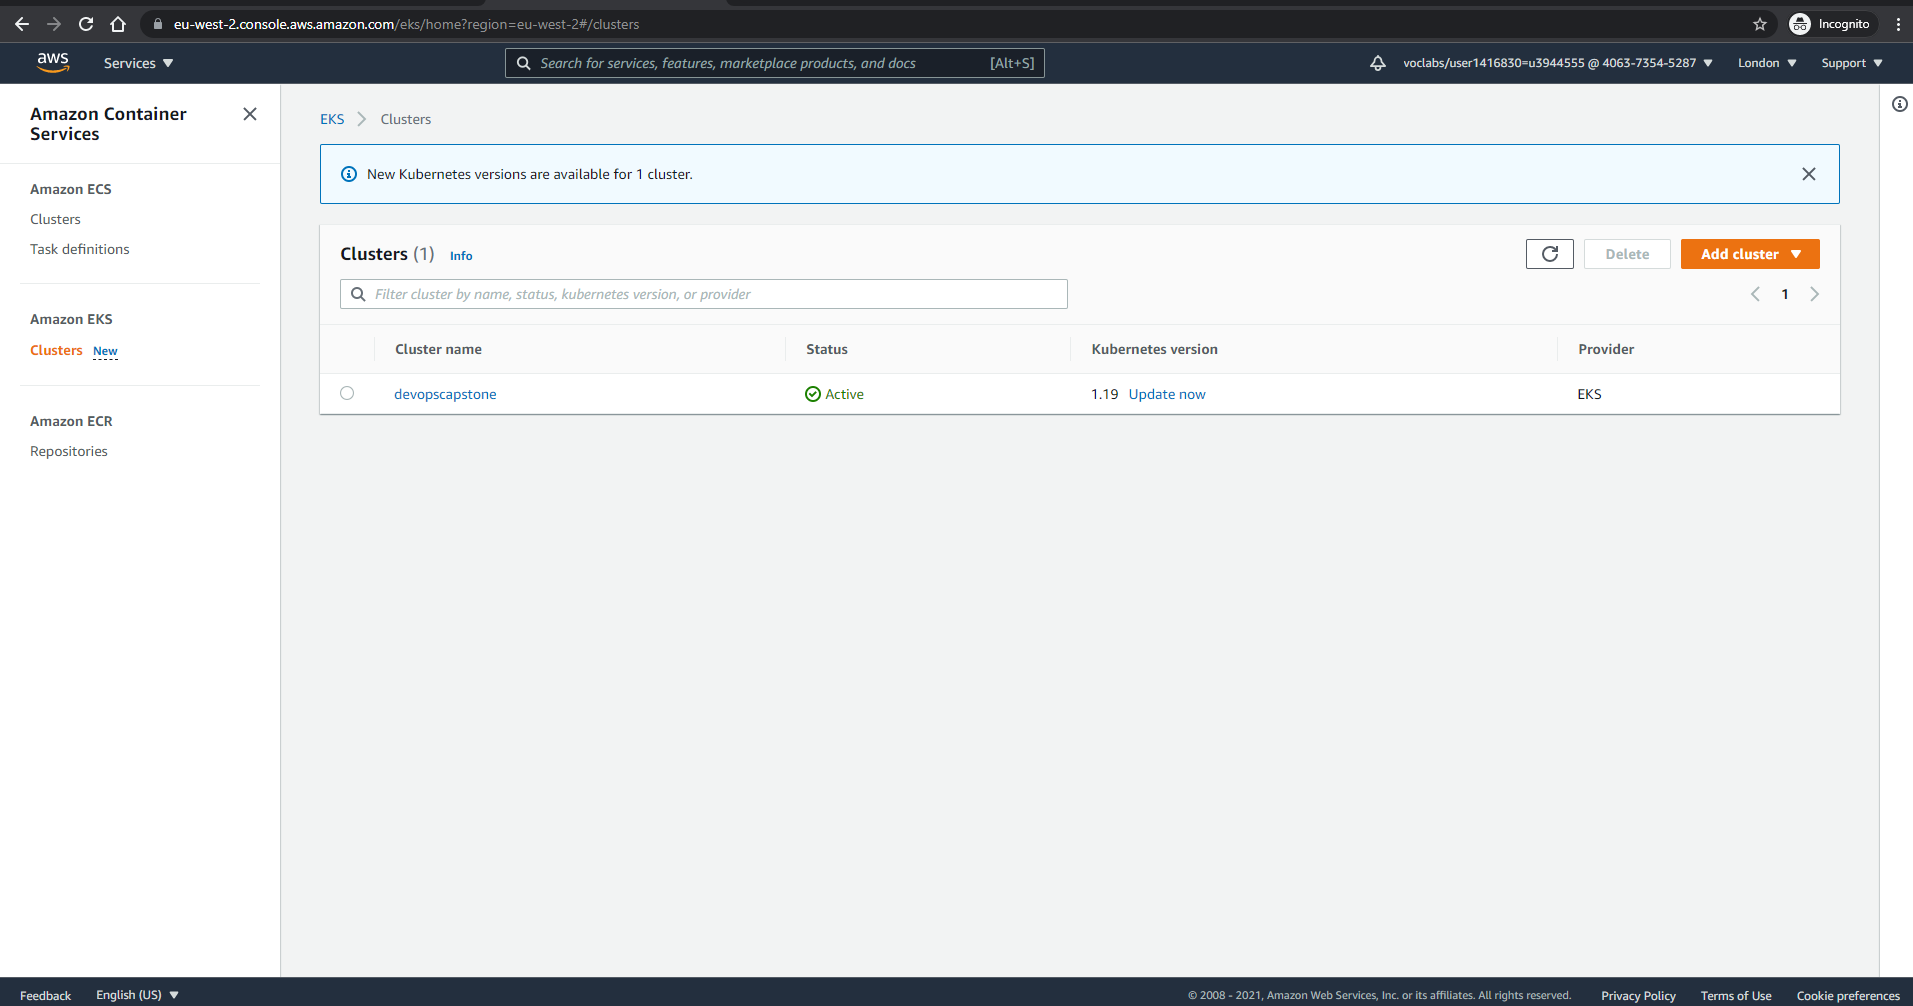 eu-west-2.console.aws.amazon.com/eks/home?region=eu-west-2#/clusters
Incognito
aws
Services
Search for services, features, marketplace products, and docs
[Alt+S]
voclabs/user1416830=u3944555 @ 4063-7354-5287
London
Support
Amazon Container
Services
Amazon ECS
Clusters
Task definitions
Amazon EKS
Clusters New
Amazon ECR
Repositories
EKS > Clusters
New Kubernetes versions are available for 1 cluster.
Clusters (1) Info
Delete
Add cluster
Filter cluster by name, status, kubernetes version, or provider
1
Cluster name Status Kubernetes version Provider
devopscapstone Active 1.19 Update now EKS
Feedback English (US)
© 2008 - 2021, Amazon Web Services, Inc. or its affiliates. All rights reserved. Privacy Policy Terms of Use Cookie preferences